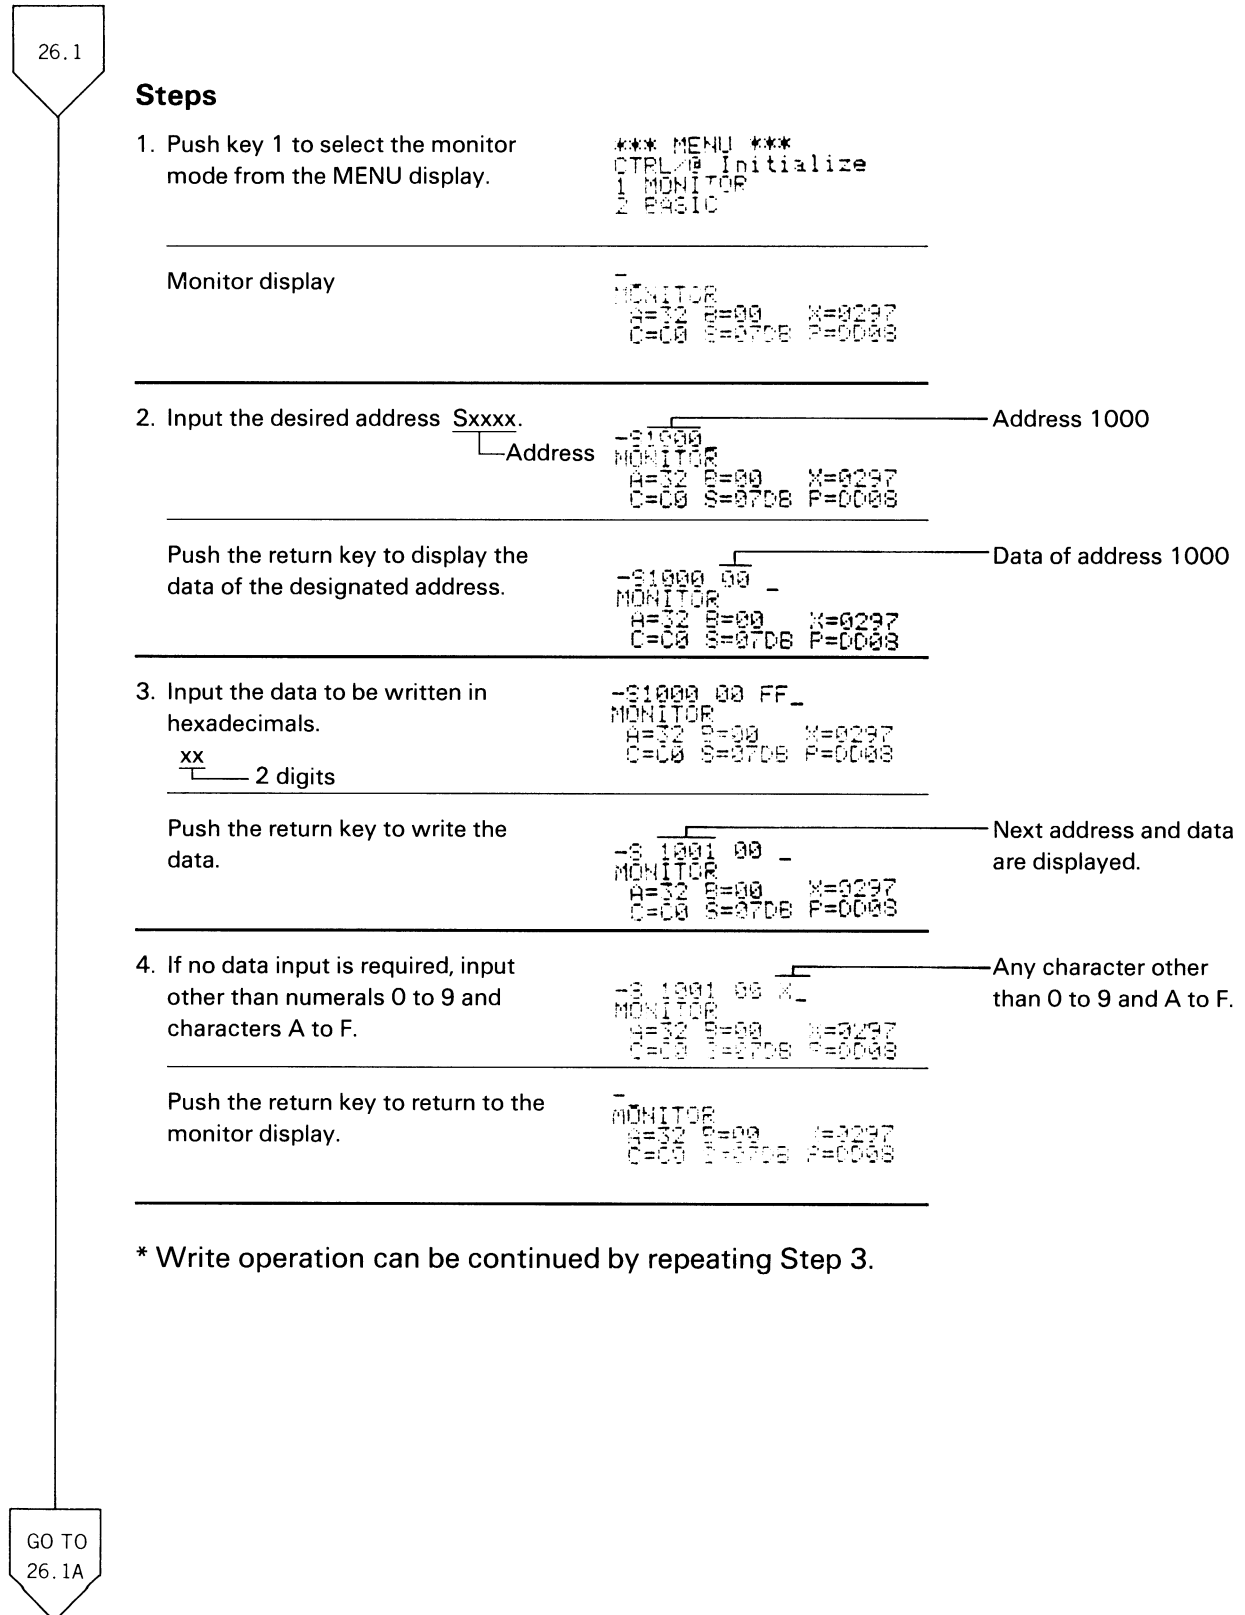 26.1
Steps
1. Push key 1 to select the monitor
mode from the MENU display.
*** MENU ***
CTRL/@ Initialize
1 MONITOR
2 BASIC
Monitor display
_
MONITOR
A=32 B=00 X=0297
C=C0 S=07DB P=DD08
2. Input the desired address Sxxxx.
Address
-S1000
MONITOR
A=32 B=00 X=0297
C=C0 S=07DB P=DD08
Address 1000
Push the return key to display the
data of the designated address.
-S1000 00 _
MONITOR
A=32 B=00 X=0297
C=C0 S=07DB P=DD08
Data of address 1000
3. Input the data to be written in
hexadecimals.
xx
2 digits
-S1000 00 FF_
MONITOR
A=32 B=00 X=0297
C=C0 S=07DB P=DD08
Push the return key to write the
data.
-S 1001 00 _
MONITOR
A=32 B=00 X=0297
C=C0 S=07DB P=DD08
Next address and data
are displayed.
4. If no data input is required, input
other than numerals 0 to 9 and
characters A to F.
-S 1001 00 X_
MONITOR
A=32 B=00 X=0297
C=C0 S=07DB P=DD08
Any character other
than 0 to 9 and A to F.
Push the return key to return to the
monitor display.
_
MONITOR
A=32 B=00 X=0297
C=C0 S=07DB P=DD08
* Write operation can be continued by repeating Step 3.
GO TO
26.1A